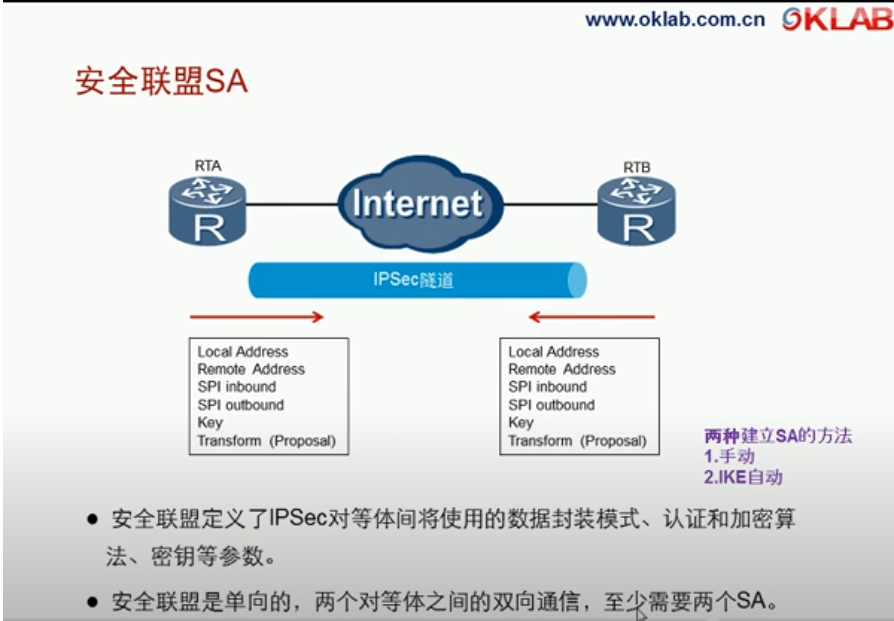 www.oklab.com.cn OKLAB
安全联盟SA
RTA
RTB
R
Internet
R
IPSec隧道
Local Address
Remote Address
SPI inbound
SPI outbound
Key
Transform (Proposal)
Local Address
Remote Address
SPI inbound
SPI outbound
Key
Transform (Proposal)
两种建立SA的方法
1.手动
2.IKE自动
● 安全联盟定义了IPSec对等体间将使用的数据封装模式、认证和加密算
法、密钥等参数。
● 安全联盟是单向的，两个对等体之间的双向通信，至少需要两个SA。